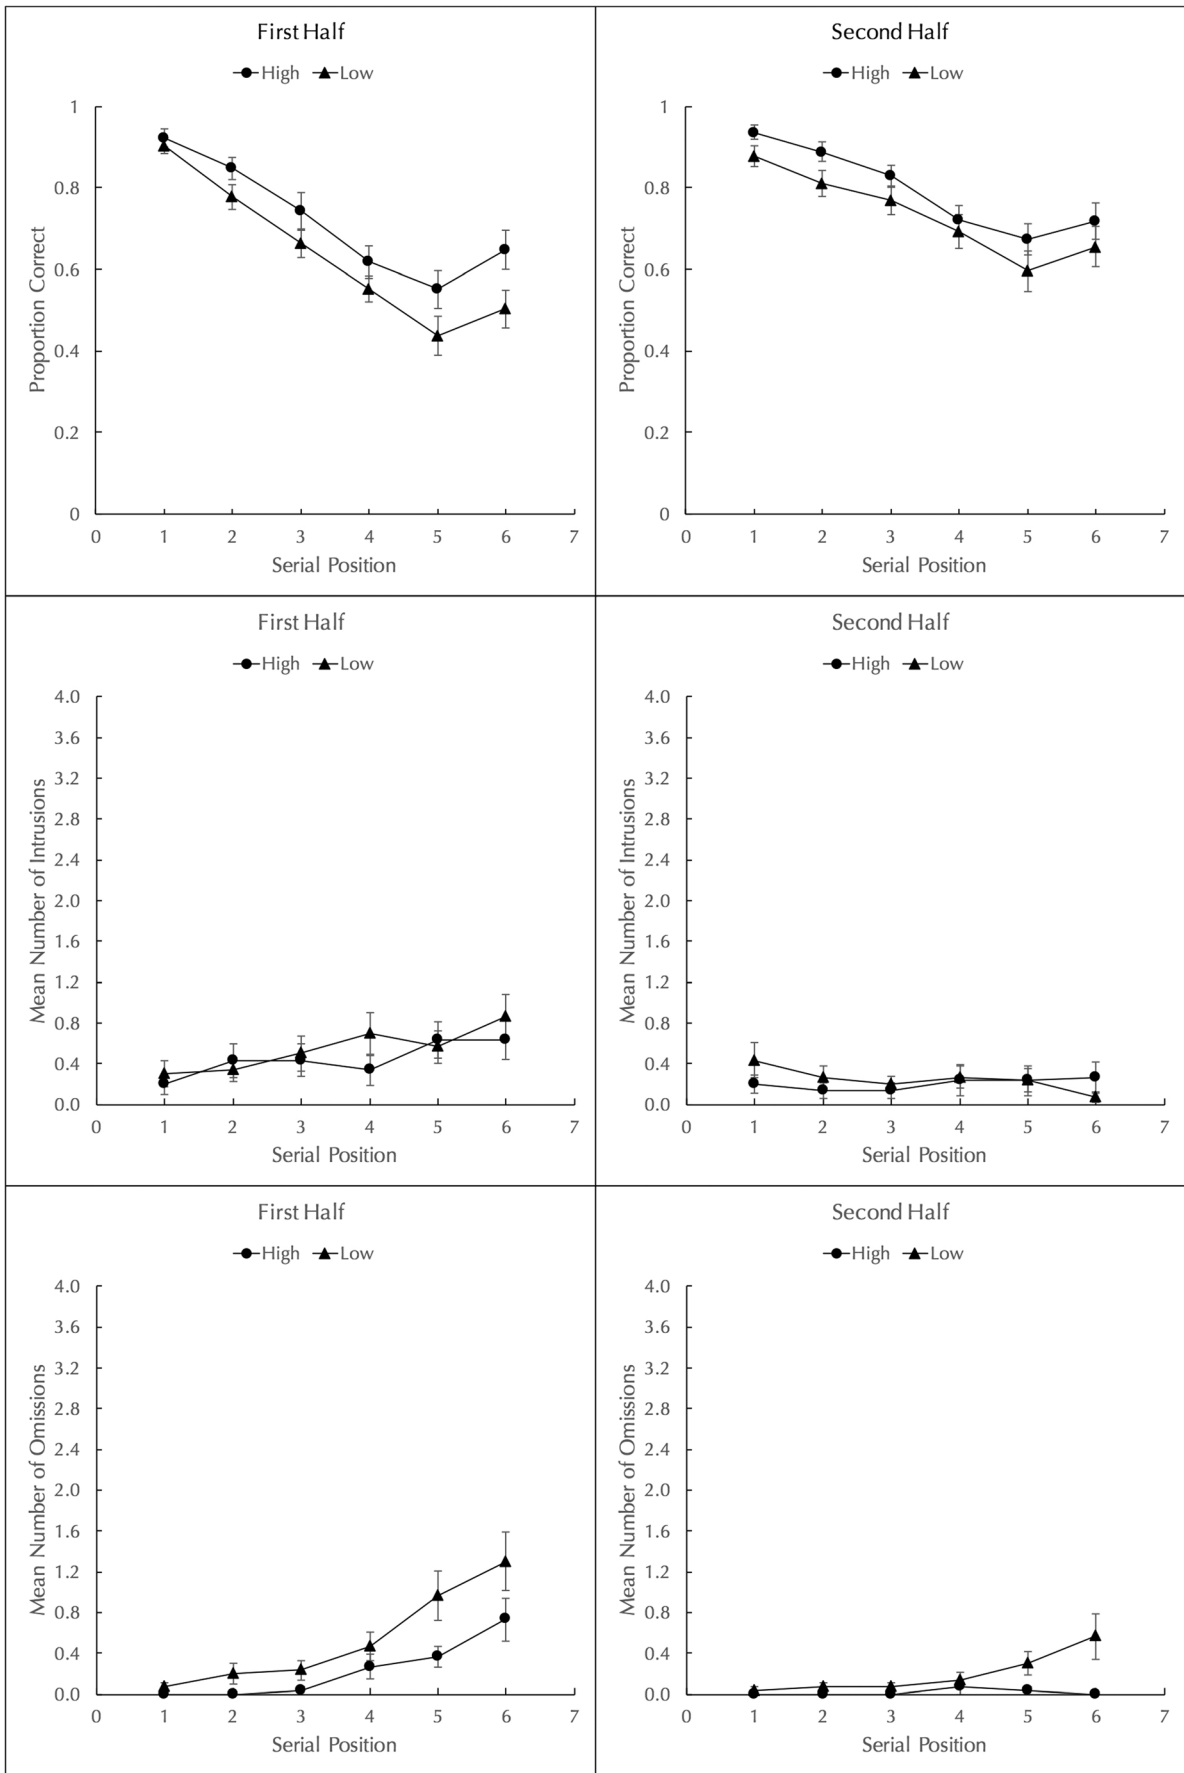 First Half
High Low
Proportion Correct
1
0.8
0.6
0.4
0.2
0
0 1 2 3 4 5 6 7
Serial Position
Second Half
High Low
Proportion Correct
1
0.8
0.6
0.4
0.2
0
0 1 2 3 4 5 6 7
Serial Position
First Half
High Low
Mean Number of Intrusions
4.0
3.6
3.2
2.8
2.4
2.0
1.6
1.2
0.8
0.4
0.0
0 1 2 3 4 5 6 7
Serial Position
Second Half
High Low
Mean Number of Intrusions
4.0
3.6
3.2
2.8
2.4
2.0
1.6
1.2
0.8
0.4
0.0
0 1 2 3 4 5 6 7
Serial Position
First Half
High Low
Mean Number of Omissions
4.0
3.6
3.2
2.8
2.4
2.0
1.6
1.2
0.8
0.4
0.0
0 1 2 3 4 5 6 7
Serial Position
Second Half
High Low
Mean Number of Omissions
4.0
3.6
3.2
2.8
2.4
2.0
1.6
1.2
0.8
0.4
0.0
0 1 2 3 4 5 6 7
Serial Position